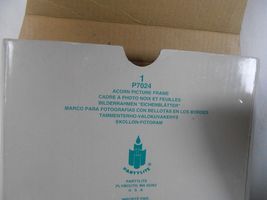 1
P7024
ACORN PICTURE FRAME
CADRE À PHOTO NOIX ET FEUILLES
BILDERRAHMEN "EICHENBLÄTTER"
MARCO PARA FOTOGRAFIAS CON BELLOTAS EN LOS BORDES
TAMMENTERHO-VALOKUVAKEHYS
EKOLLON-FOTORAM
PARTYLITE
PARTYLITE
PLYMOUTH, MA 02360
U S A